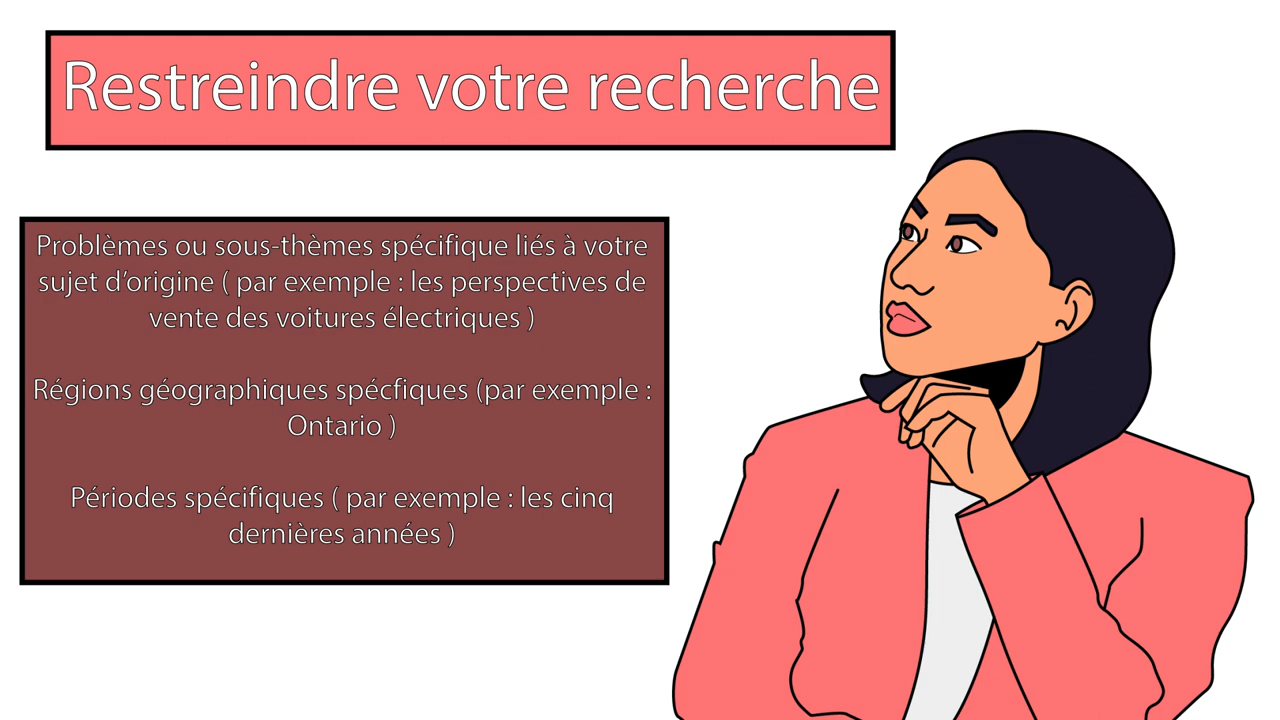 Restreindre votre recherche
Problèmes ou sous-thèmes spécifique liés à votre
sujet d'origine ( par exemple : les perspectives de
vente des voitures électriques )
Régions géographiques spécfiques (par exemple :
Ontario )
Périodes spécifiques ( par exemple : les cinq
dernières années )